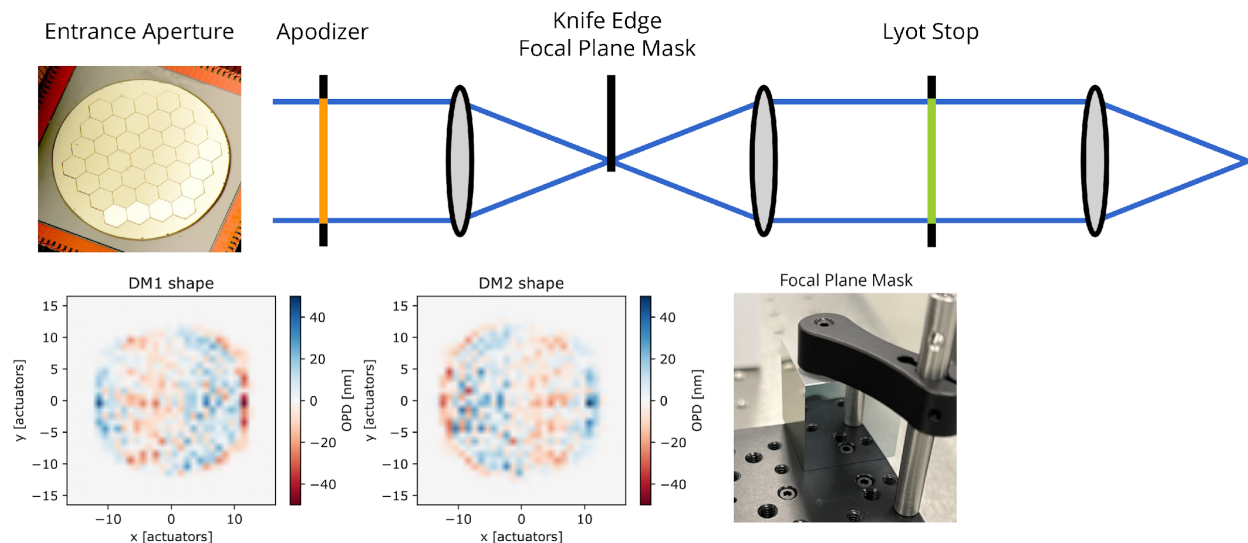 Entrance Aperture
Apodizer
Knife Edge
Focal Plane Mask
Lyot Stop
DM1 shape
15
10
5
0
−5
−10
−15
y [actuators]
−10
0
10
x [actuators]
40
20
0
−20
−40
OPD [nm]
DM2 shape
15
10
5
0
−5
−10
−15
y [actuators]
−10
0
10
x [actuators]
40
20
0
−20
−40
OPD [nm]
Focal Plane Mask